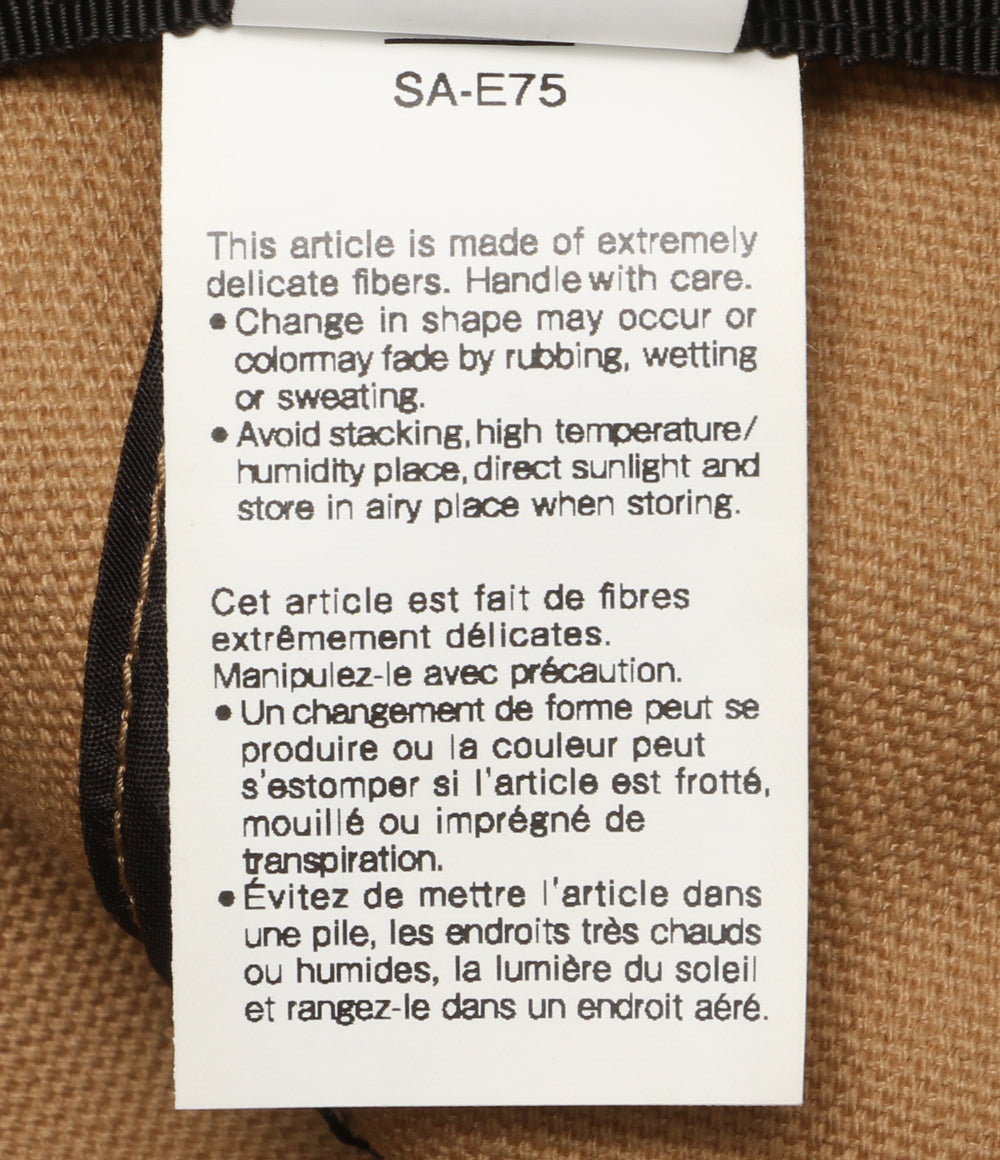 SA-E75
This article is made of extremely
delicate fibers. Handle with care.
• Change in shape may occur or
colormay fade by rubbing, wetting
or sweating.
• Avoid stacking, high temperature/
humidity place, direct sunlight and
store in airy place when storing.
Cet article est fait de fibres
extrêmement délicates.
Manipulez-le avec précaution.
• Un changement de forme peut se
produire ou la couleur peut
s'estomper si l'article est frotté,
mouillé ou imprégné de
transpiration.
• Évitez de mettre l'article dans
une pile, les endroits très chauds
ou humides, la lumière du soleil
et rangez-le dans un endroit aéré.